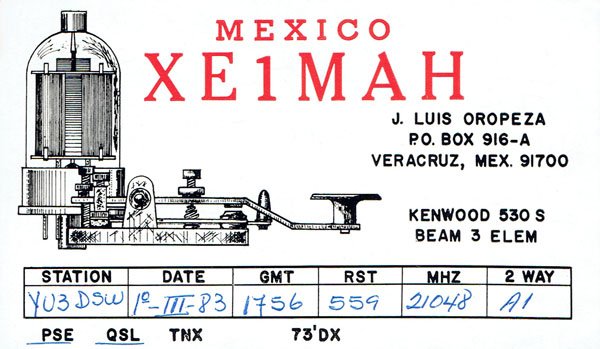 MEXICO
XE1MAH
J. LUIS OROPEZA
P.O. BOX 916-A
VERACRUZ, MEX. 91700
KENWOOD 530 S
BEAM 3 ELEM
STATION DATE GMT RST MHZ 2 WAY
YU3DSW 1º-III-83 1756 559 21048 A1
PSE QSL TNX 73'DX